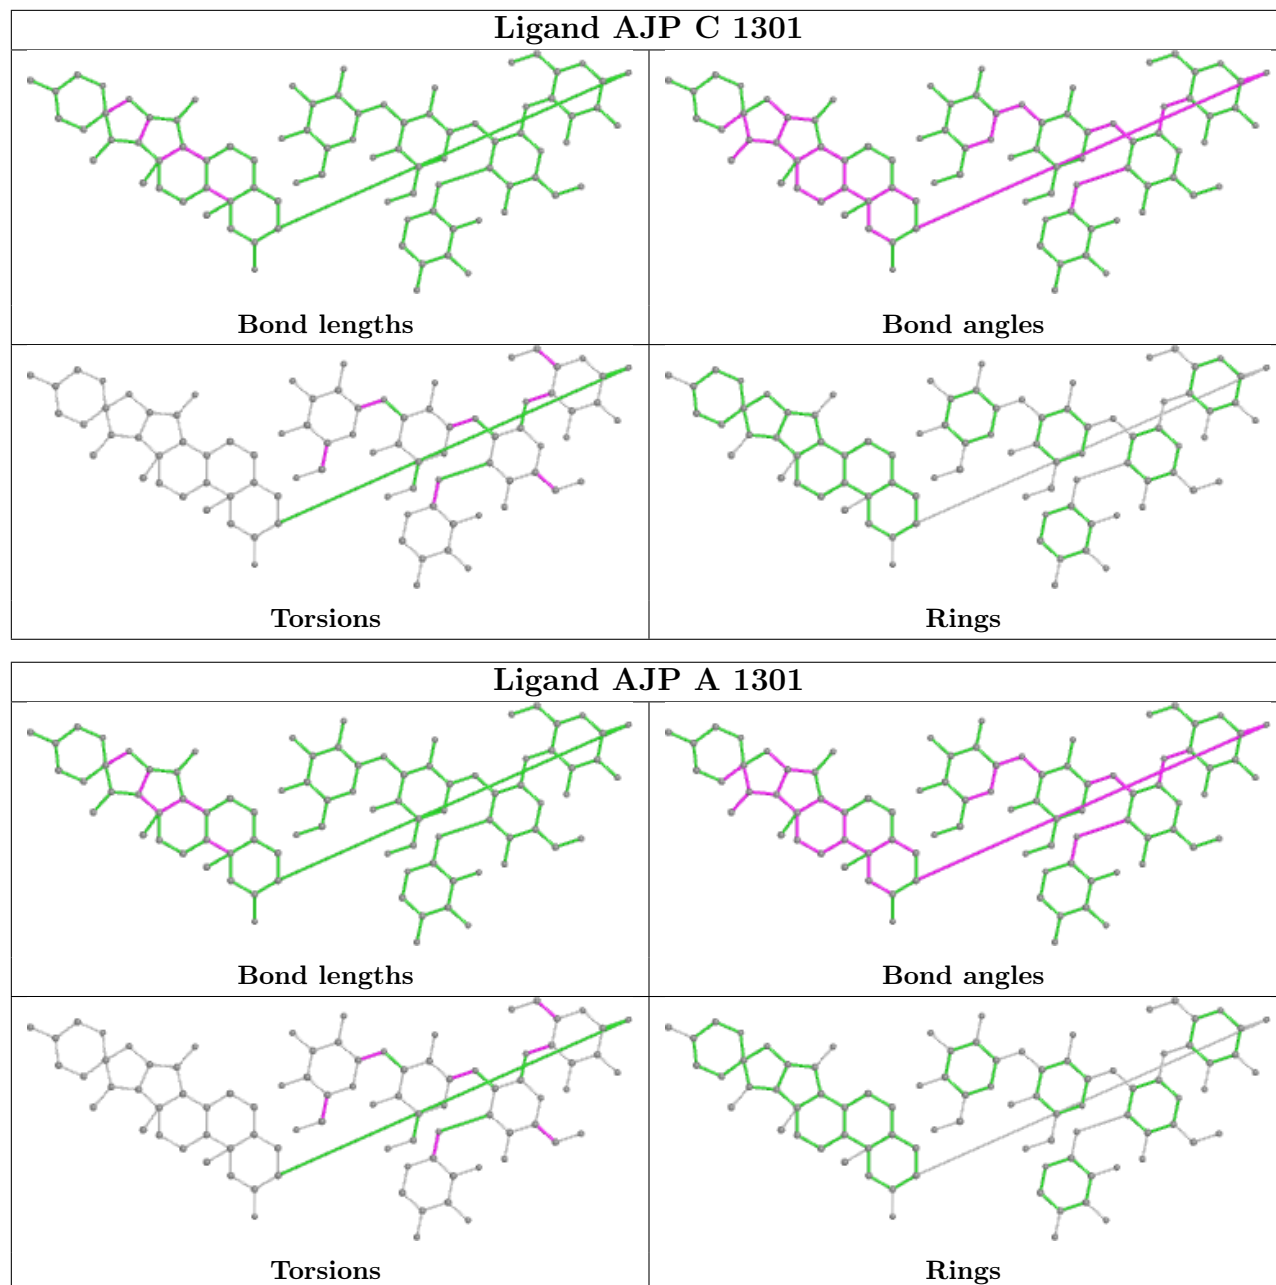 Ligand AJP C 1301
Bond lengths
Bond angles
Torsions
Rings
Ligand AJP A 1301
Bond lengths
Bond angles
Torsions
Rings